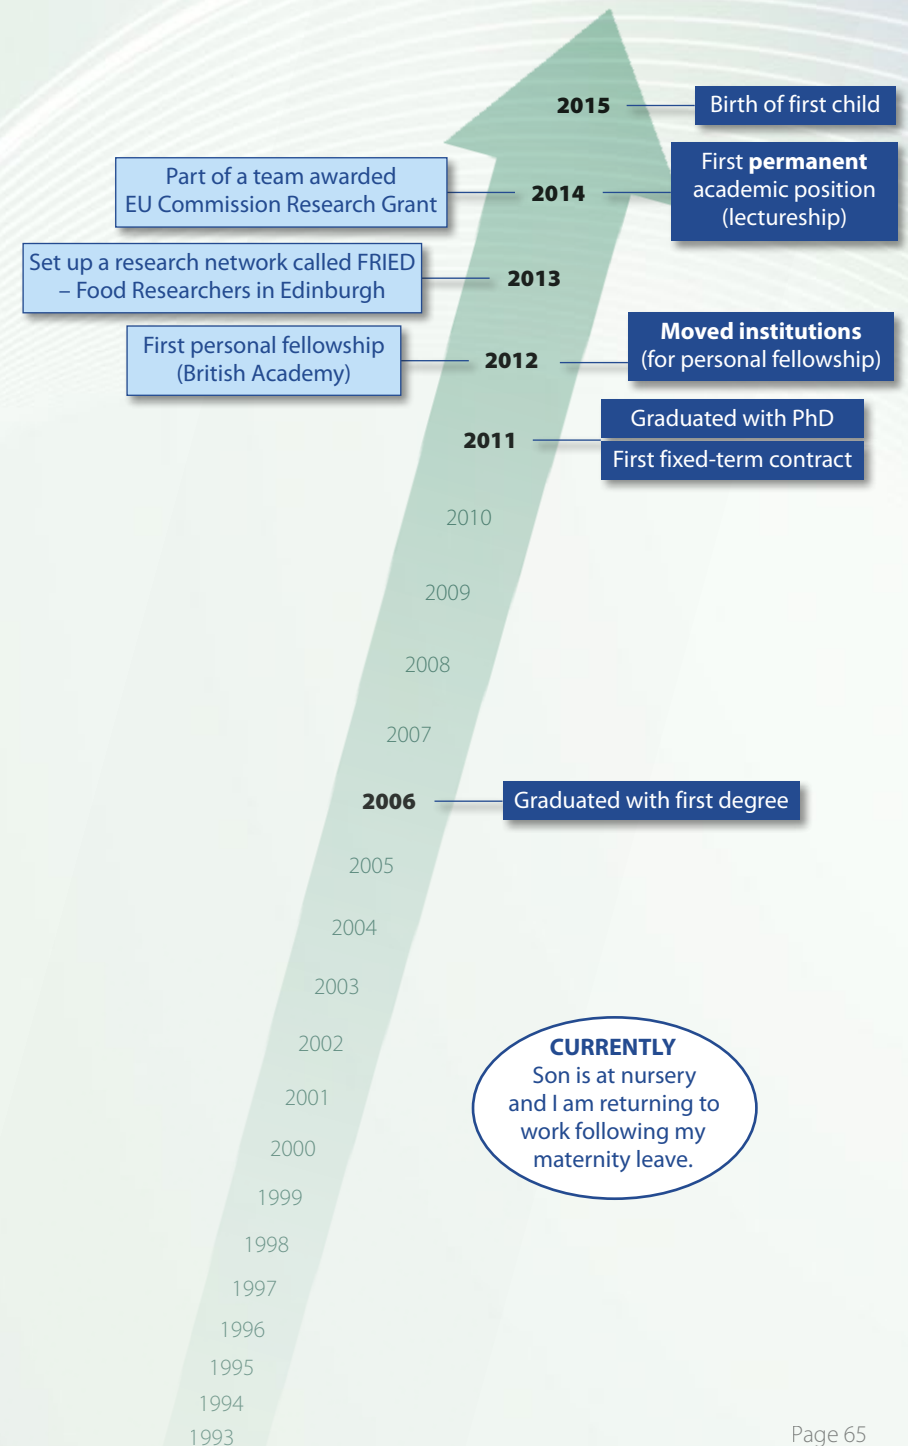 2015
Birth of first child
Part of a team awarded
EU Commission Research Grant
2014
First permanent
academic position
(lectureship)
Set up a research network called FRIED
– Food Researchers in Edinburgh
2013
First personal fellowship
(British Academy)
2012
Moved institutions
(for personal fellowship)
2011
Graduated with PhD
First fixed-term contract
2010
2009
2008
2007
2006
Graduated with first degree
2005
2004
2003
2002
2001
2000
1999
1998
1997
1996
1995
1994
1993
CURRENTLY
Son is at nursery
and I am returning to
work following my
maternity leave.
Page 65